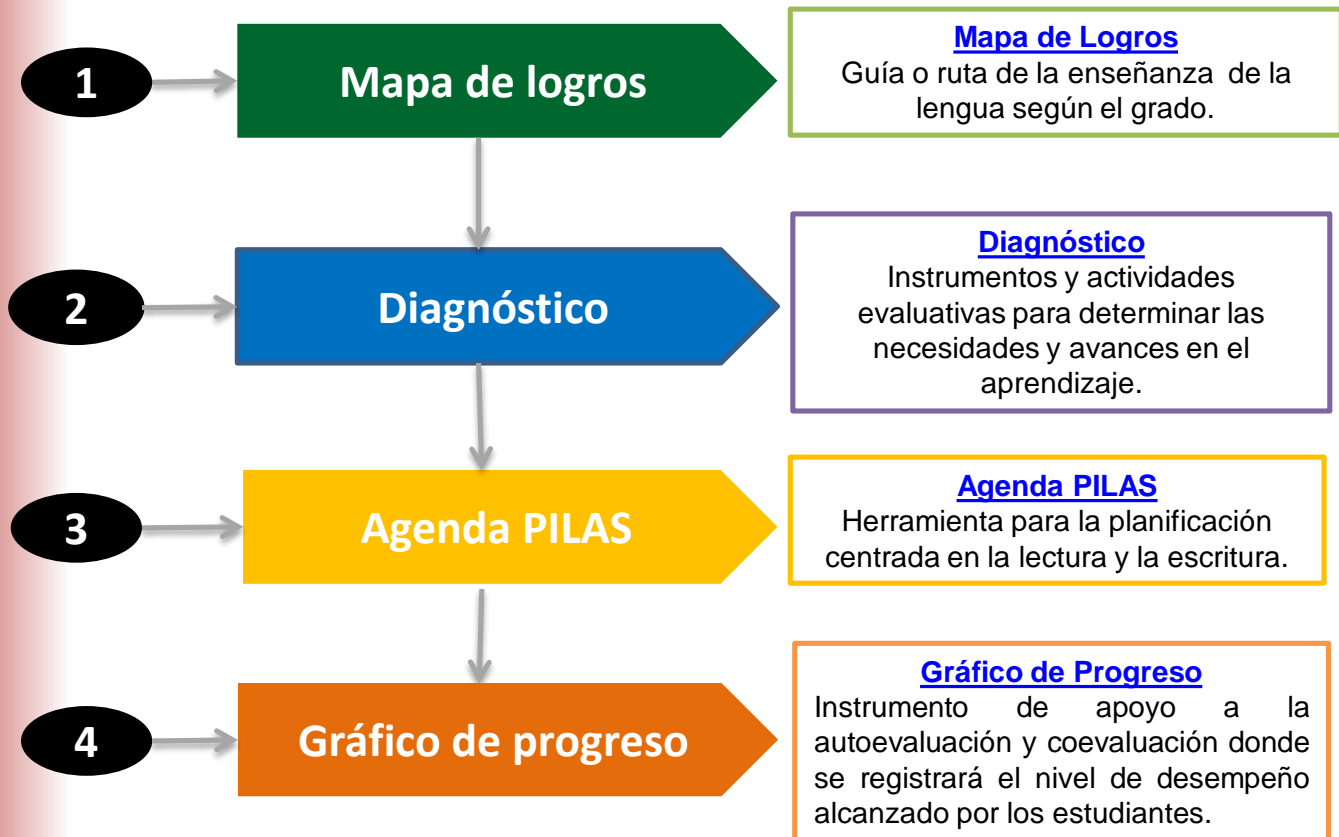 1
Mapa de logros
Mapa de Logros
Guía o ruta de la enseñanza de la
lengua según el grado.
2
Diagnóstico
Diagnóstico
Instrumentos y actividades
evaluativas para determinar las
necesidades y avances en el
aprendizaje.
3
Agenda PILAS
Agenda PILAS
Herramienta para la planificación
centrada en la lectura y la escritura.
4
Gráfico de progreso
Gráfico de Progreso
Instrumento de apoyo a la
autoevaluación y coevaluación donde
se registrará el nivel de desempeño
alcanzado por los estudiantes.